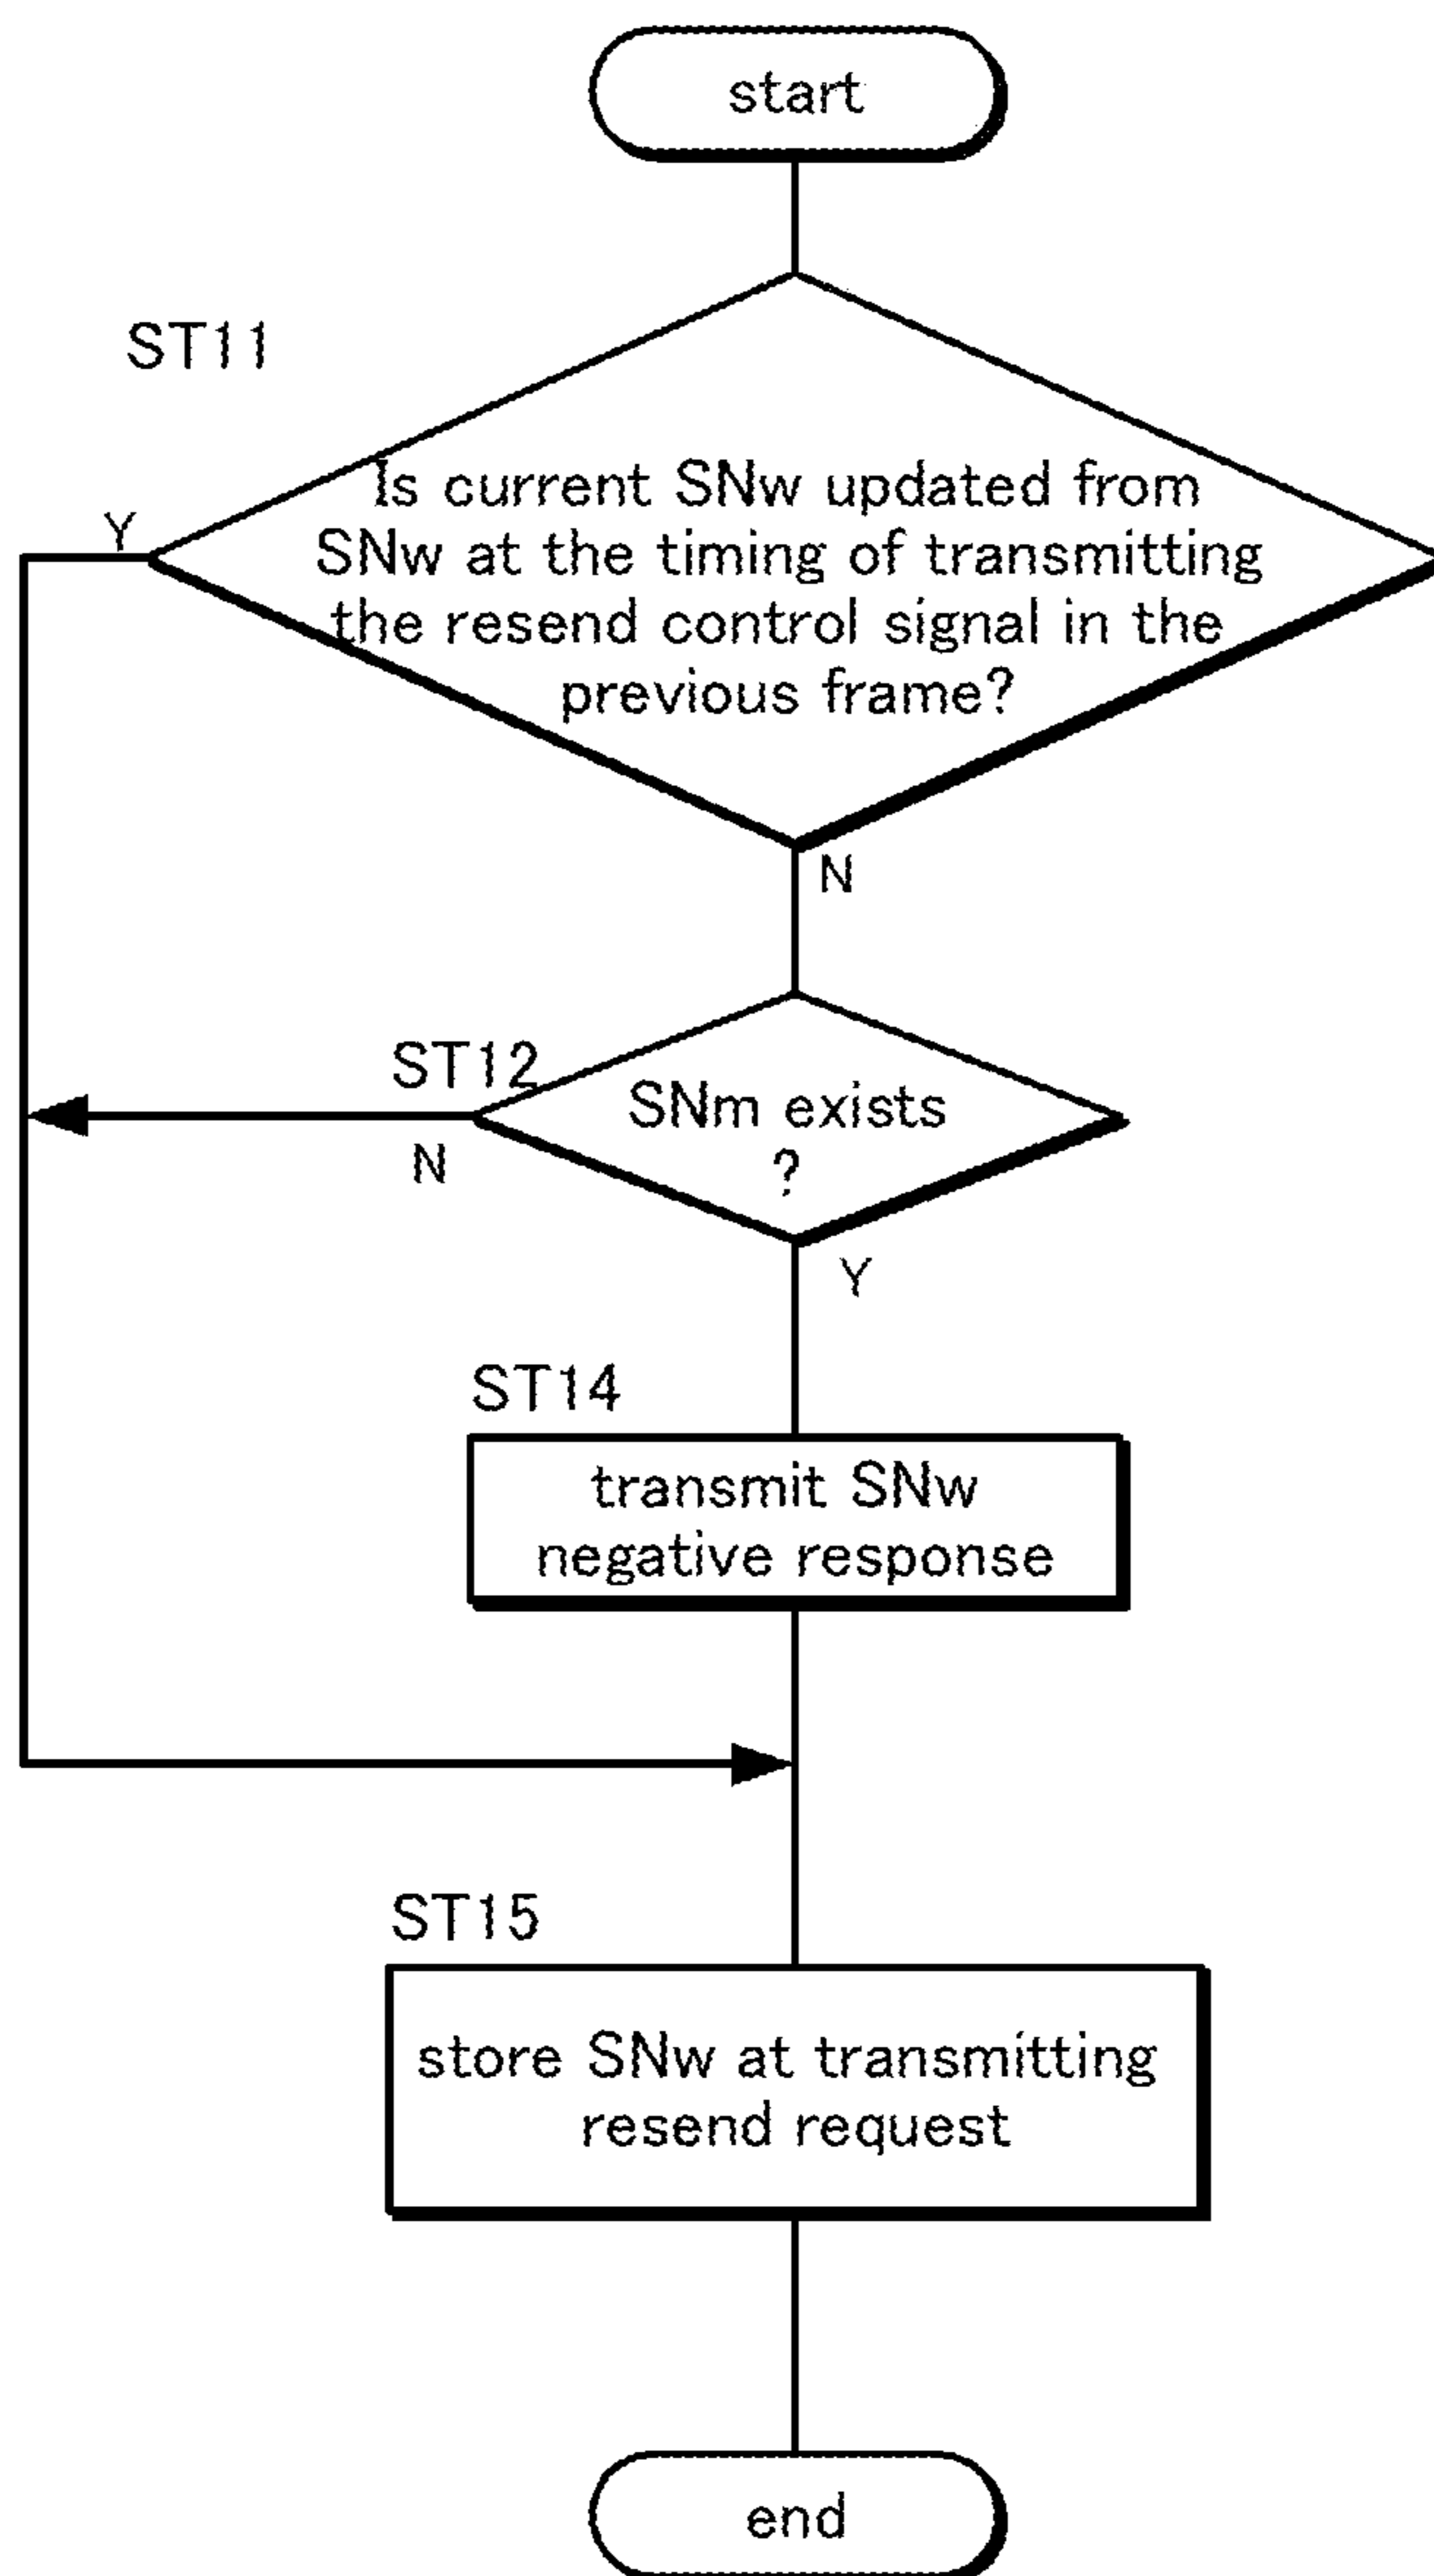 start
ST11
Is current SNw updated from
SNw at the timing of transmitting
the resend control signal in the
previous frame?
Y
N
ST12
SNm exists
?
N
Y
ST14
transmit SNw
negative response
ST15
store SNw at transmitting
resend request
end